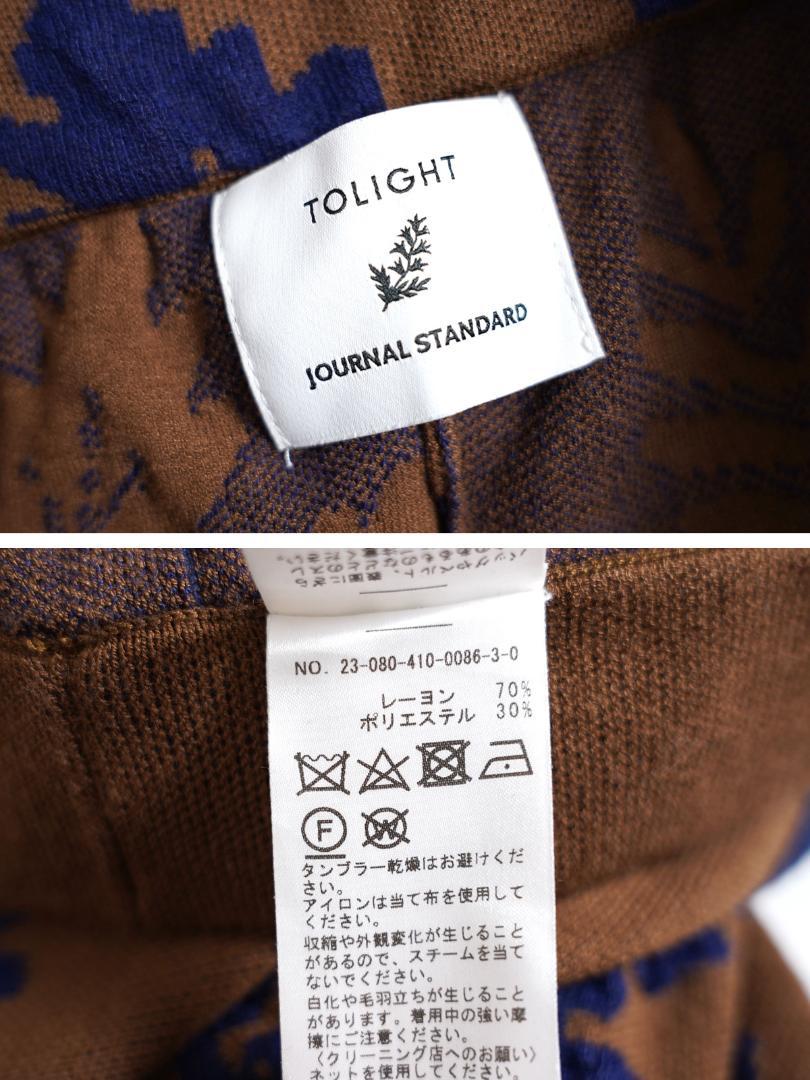 TOLIGHT
JOURNAL STANDARD
NO. 23-080-410-0086-3-0
レーヨン 70%
ポリエステル 30%
F
W
タンブラー乾燥はお避けくだ
さい。
アイロンは当て布を使用して
ください。
収縮や外観変化が生じること
があるので、スチームを当て
ないでください。
白化や毛羽立ちが生じること
があります。着用中の強い摩
擦にご注意ください。
〈クリーニング店へのお願い〉
ネットを使用してください。